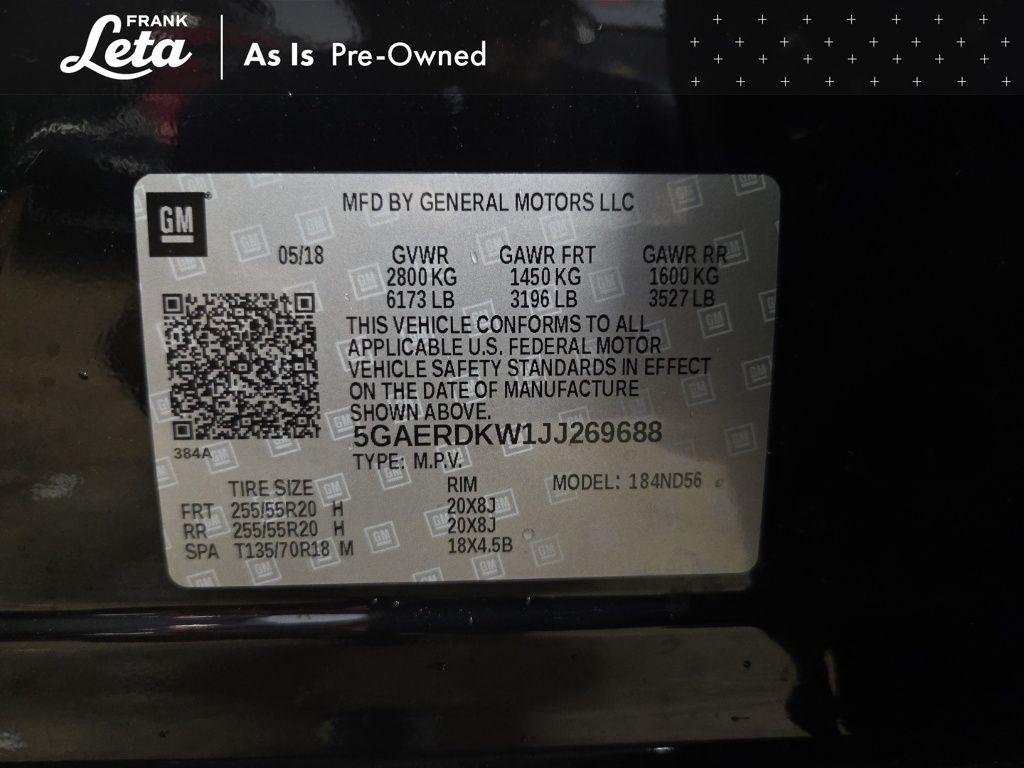 FRANK
Leta
As Is Pre-Owned
GM
MFD BY GENERAL MOTORS LLC
05/18 GVWR GAWR FRT GAWR RR
2800 KG 1450 KG 1600 KG
6173 LB 3196 LB 3527 LB
THIS VEHICLE CONFORMS TO ALL
APPLICABLE U.S. FEDERAL MOTOR
VEHICLE SAFETY STANDARDS IN EFFECT
ON THE DATE OF MANUFACTURE
SHOWN ABOVE.
5GAERDKW1JJ269688
384A
TYPE: M.P.V.
TIRE SIZE RIM MODEL: 184ND56
FRT 255/55R20 H 20X8J
RR 255/55R20 H 20X8J
SPA T135/70R18 M 18X4.5B